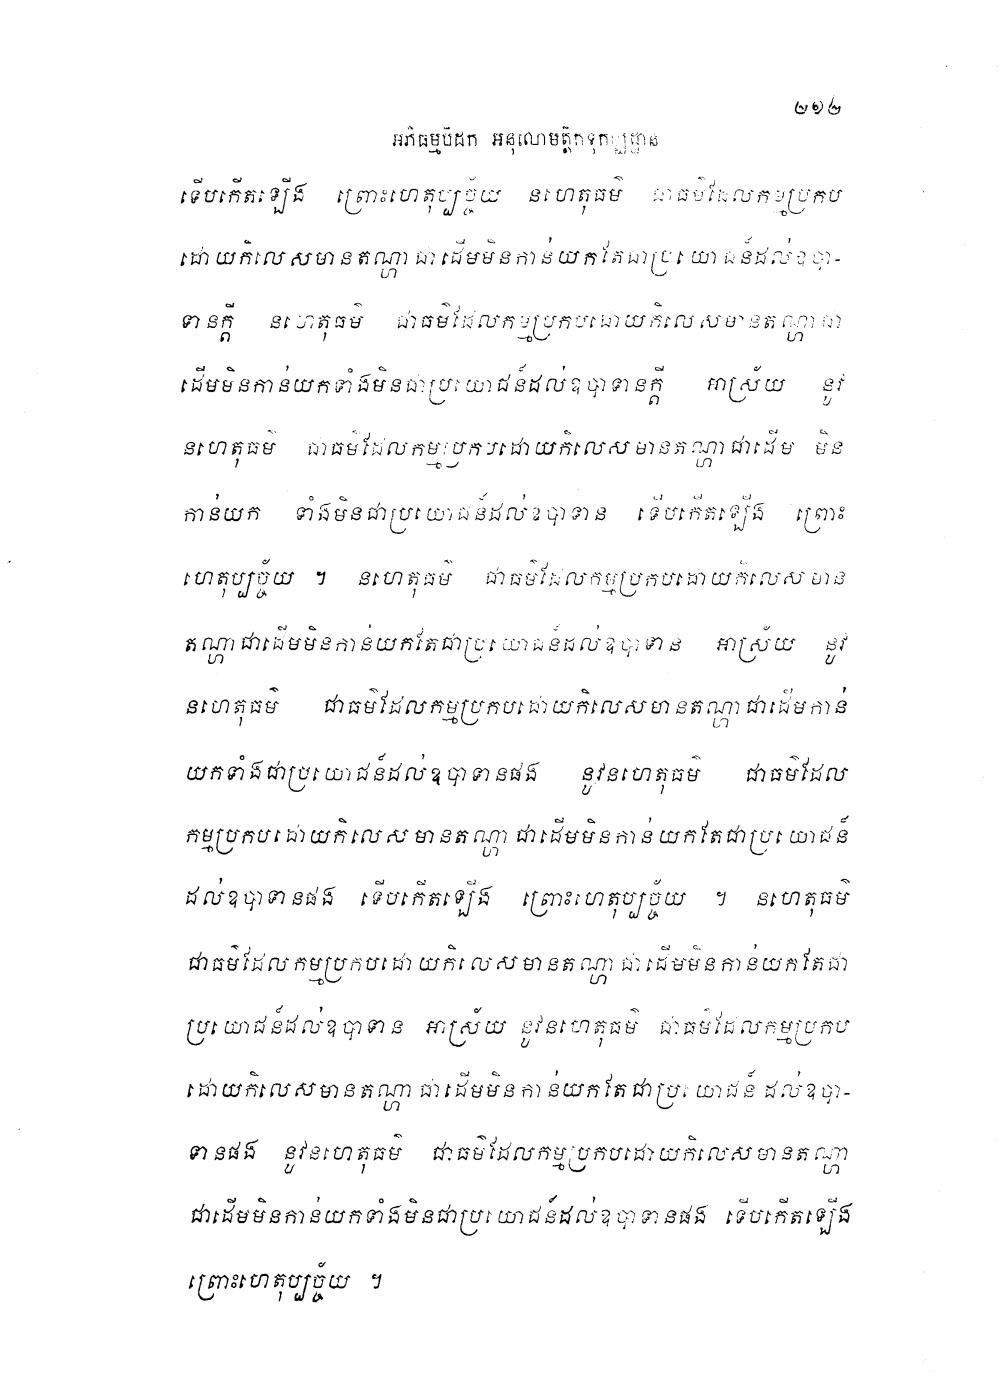 ២១២
អភិធម្មបិដក អនុលោមត្តិកទុកប្បដ្ឋាន
ទើបកើតឡើង ព្រោះហេតុប្បច្ច័យ នហេតុធម៌ ជាធម៌ដែលកម្មប្រកប
ដោយកិលេសមានតណ្ហាជាដើមមិនកាន់យកតែជាប្រយោជន៍ដល់ឧបា-
ទានក្តី នហេតុធម៌ ជាធម៌ដែលកម្មប្រកបដោយកិលេសមានតណ្ហាជា
ដើមមិនកាន់យកទាំងមិនជាប្រយោជន៍ដល់ឧបាទានក្តី អាស្រ័យ នូវ
នហេតុធម៌ ជាធម៌ដែលកម្មប្រកបដោយកិលេសមានតណ្ហាជាដើម មិន
កាន់យក ទាំងមិនជាប្រយោជន៍ដល់ឧបាទាន ទើបកើតឡើង ព្រោះ
ហេតុប្បច្ច័យ ។ នហេតុធម៌ ជាធម៌ដែលកម្មប្រកបដោយកិលេសមាន
តណ្ហាជាដើមមិនកាន់យកតែជាប្រយោជន៍ដល់ឧបាទាន អាស្រ័យ នូវ
នហេតុធម៌ ជាធម៌ដែលកម្មប្រកបដោយកិលេសមានតណ្ហាជាដើមកាន់
យកទាំងជាប្រយោជន៍ដល់ឧបាទានផង នូវនហេតុធម៌ ជាធម៌ដែល
កម្មប្រកបដោយកិលេសមានតណ្ហាជាដើមមិនកាន់យកតែជាប្រយោជន៍
ដល់ឧបាទានផង ទើបកើតឡើង ព្រោះហេតុប្បច្ច័យ ។ នហេតុធម៌
ជាធម៌ដែលកម្មប្រកបដោយកិលេសមានតណ្ហាជាដើមមិនកាន់យកតែជា
ប្រយោជន៍ដល់ឧបាទាន អាស្រ័យ នូវនហេតុធម៌ ជាធម៌ដែលកម្មប្រកប
ដោយកិលេសមានតណ្ហាជាដើមមិនកាន់យកតែជាប្រយោជន៍ ដល់ឧបា-
ទានផង នូវនហេតុធម៌ ជាធម៌ដែលកម្មប្រកបដោយកិលេសមានតណ្ហា
ជាដើមមិនកាន់យកទាំងមិនជាប្រយោជន៍ដល់ឧបាទានផង ទើបកើតឡើង
ព្រោះហេតុប្បច្ច័យ ។